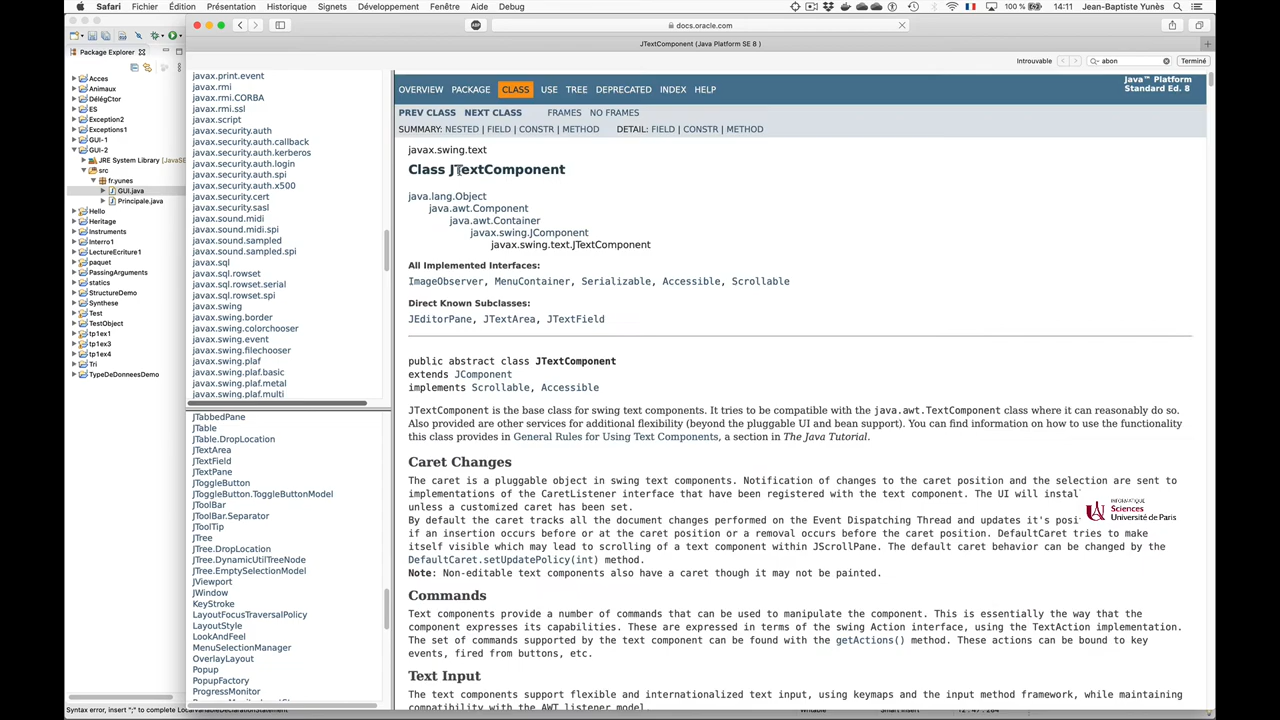 Safari Fichier Édition Présentation Historique Signets Développement Fenêtre Aide Debug 100 % 14:11 Jean-Baptiste Yunès
docs.oracle.com
JTextComponent (Java Platform SE 8 )
Introuvable abon Terminé
Package Explorer
Acces
Animaux
DélégCtor
ES
Exception2
Exceptions1
GUI-1
GUI-2
JRE System Library [JavaSE
src
fr.yunes
GUI.java
Principale.java
Hello
Heritage
Instruments
Interro1
LectureEcriture1
paquet
PassingArguments
statics
StructureDemo
Synthese
Test
TestObject
tp1ex1
tp1ex3
tp1ex4
Tri
TypeDeDonneesDemo
javax.print.event
javax.rmi
javax.rmi.CORBA
javax.rmi.ssl
javax.script
javax.security.auth
javax.security.auth.callback
javax.security.auth.kerberos
javax.security.auth.login
javax.security.auth.spi
javax.security.auth.x500
javax.security.cert
javax.security.sasl
javax.sound.midi
javax.sound.midi.spi
javax.sound.sampled
javax.sound.sampled.spi
javax.sql
javax.sql.rowset
javax.sql.rowset.serial
javax.sql.rowset.spi
javax.swing
javax.swing.border
javax.swing.colorchooser
javax.swing.event
javax.swing.filechooser
javax.swing.plaf
javax.swing.plaf.basic
javax.swing.plaf.metal
javax.swing.plaf.multi
JTabbedPane
JTable
JTable.DropLocation
JTextArea
JTextField
JTextPane
JToggleButton
JToggleButton.ToggleButtonModel
JToolBar
JToolBar.Separator
JToolTip
JTree
JTree.DropLocation
JTree.DynamicUtilTreeNode
JTree.EmptySelectionModel
JViewport
JWindow
KeyStroke
LayoutFocusTraversalPolicy
LayoutStyle
LookAndFeel
MenuSelectionManager
OverlayLayout
Popup
PopupFactory
ProgressMonitor
OVERVIEW PACKAGE CLASS USE TREE DEPRECATED INDEX HELP
Java™ Platform
Standard Ed. 8
PREV CLASS NEXT CLASS FRAMES NO FRAMES
SUMMARY: NESTED | FIELD | CONSTR | METHOD DETAIL: FIELD | CONSTR | METHOD
javax.swing.text
Class JTextComponent
java.lang.Object
java.awt.Component
java.awt.Container
javax.swing.JComponent
javax.swing.text.JTextComponent
All Implemented Interfaces:
ImageObserver, MenuContainer, Serializable, Accessible, Scrollable
Direct Known Subclasses:
JEditorPane, JTextArea, JTextField
public abstract class JTextComponent
extends JComponent
implements Scrollable, Accessible
JTextComponent is the base class for swing text components. It tries to be compatible with the java.awt.TextComponent class where it can reasonably do so.
Also provided are other services for additional flexibility (beyond the pluggable UI and bean support). You can find information on how to use the functionality
this class provides in General Rules for Using Text Components, a section in The Java Tutorial.
Caret Changes
The caret is a pluggable object in swing text components. Notification of changes to the caret position and the selection are sent to
implementations of the CaretListener interface that have been registered with the text component. The UI will instal
unless a customized caret has been set.
By default the caret tracks all the document changes performed on the Event Dispatching Thread and updates it's posi
if an insertion occurs before or at the caret position or a removal occurs before the caret position. DefaultCaret tries to make
itself visible which may lead to scrolling of a text component within JScrollPane. The default caret behavior can be changed by the
DefaultCaret.setUpdatePolicy(int) method.
Note: Non-editable text components also have a caret though it may not be painted.
INFORMATIQUE
Sciences
Université de Paris
Commands
Text components provide a number of commands that can be used to manipulate the component. This is essentially the way that the
component expresses its capabilities. These are expressed in terms of the swing Action interface, using the TextAction implementation.
The set of commands supported by the text component can be found with the getActions() method. These actions can be bound to key
events, fired from buttons, etc.
Text Input
The text components support flexible and internationalized text input, using keymaps and the input method framework, while maintaining
compatibility with the AWT listener model.
Syntax error, insert ";" to complete LocalVariableDeclarationStatement